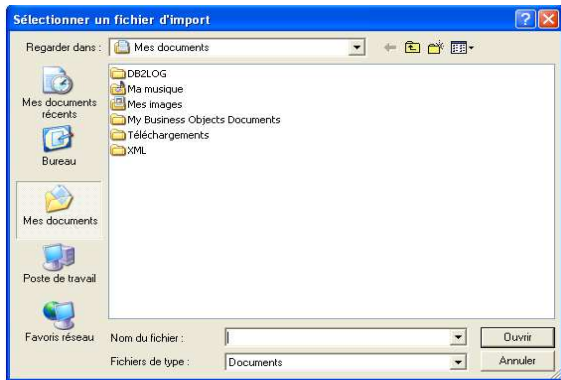 Sélectionner un fichier d'import
Regarder dans : Mes documents
DB2LOG
Ma musique
Mes images
My Business Objects Documents
Téléchargements
XML
Mes documents
récents
Bureau
Mes documents
Poste de travail
Favoris réseau
Nom du fichier : Ouvrir
Fichiers de type : Documents Annuler